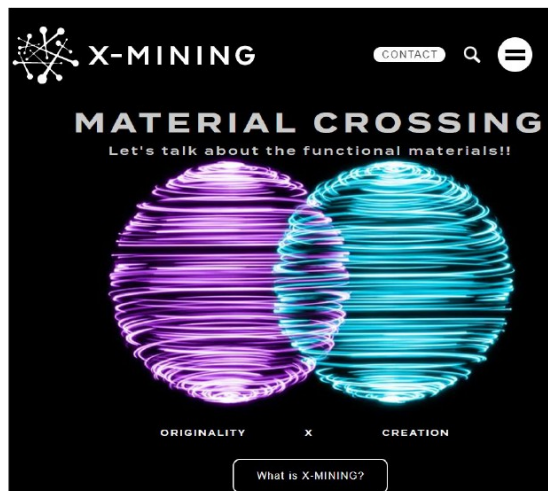 X-MINING
CONTACT
MATERIAL CROSSING
Let's talk about the functional materials!!
ORIGINALITY X CREATION
What is X-MINING?